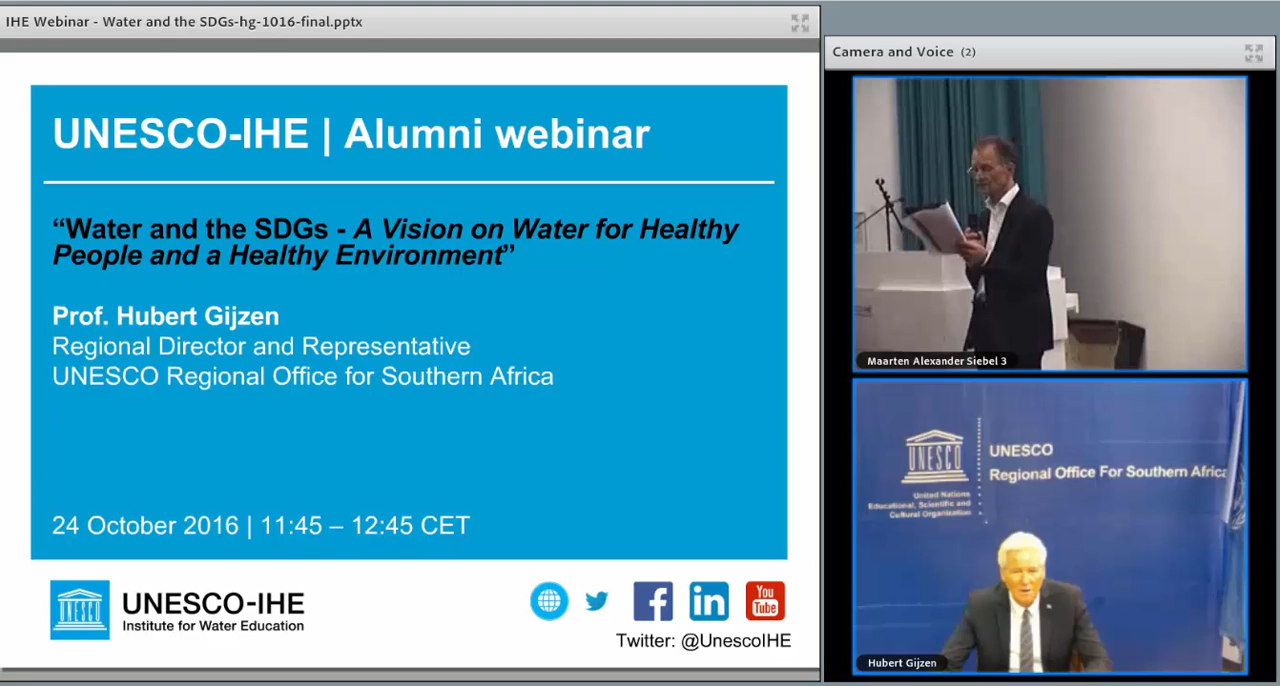 IHE Webinar - Water and the SDGs-hg-1016-final.pptx
UNESCO-IHE | Alumni webinar
“Water and the SDGs - A Vision on Water for Healthy
People and a Healthy Environment”
Prof. Hubert Gijzen
Regional Director and Representative
UNESCO Regional Office for Southern Africa
24 October 2016 | 11:45 – 12:45 CET
UNESCO-IHE
Institute for Water Education
You
Tube
Twitter: @UnescoIHE
Camera and Voice (2)
Maarten Alexander Siebel 3
UNESCO
UNESCO
Regional Office For Southern Africa
United Nations
Educational, Scientific and
Cultural Organization
Hubert Gijzen